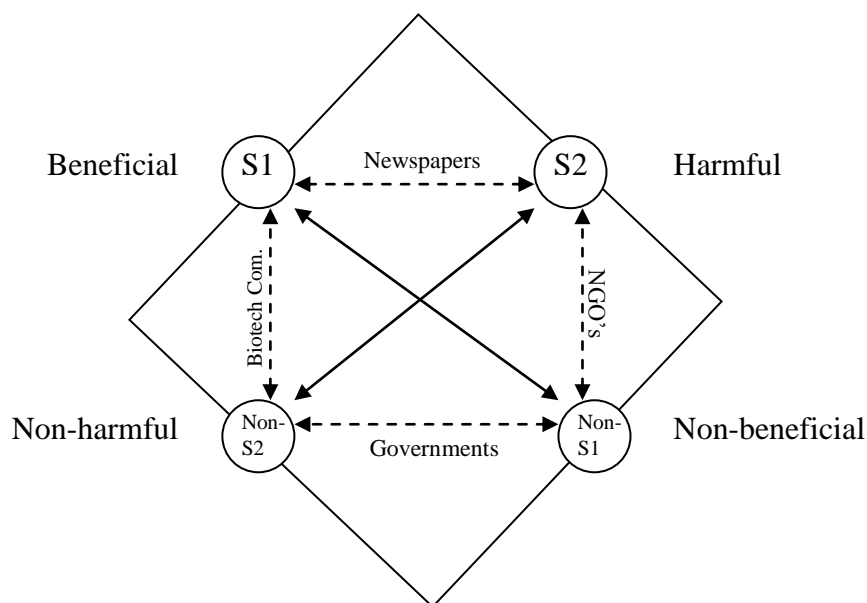 Newspapers
Beneficial
S1
S2
Harmful
Biotech Com.
NGO's
Non-harmful
Non-
S2
Governments
Non-
S1
Non-beneficial